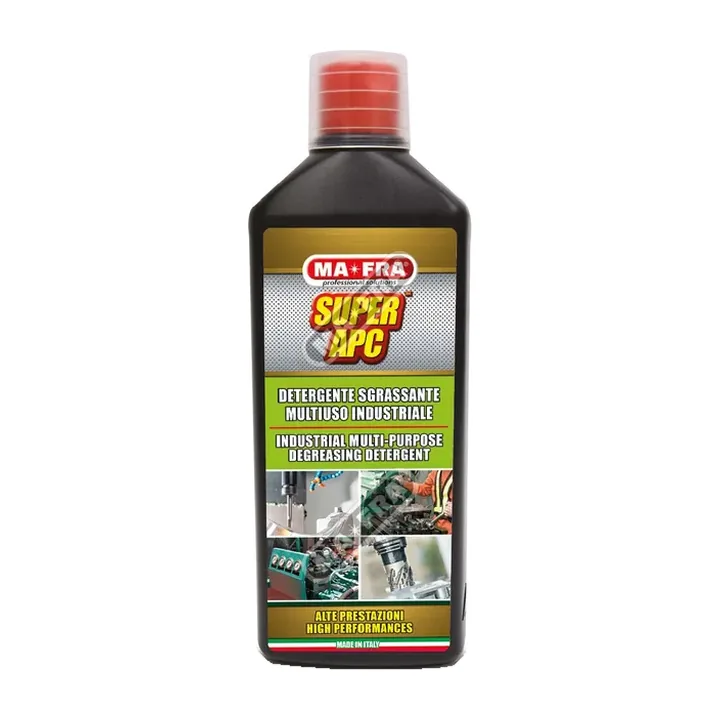 MA★FRA
professional solutions
SUPER™
APC
DETERGENTE SGRASSANTE
MULTIUSO INDUSTRIALE
INDUSTRIAL MULTI-PURPOSE
DEGREASING DETERGENT
ALTE PRESTAZIONI
HIGH PERFORMANCES
MADE IN ITALY